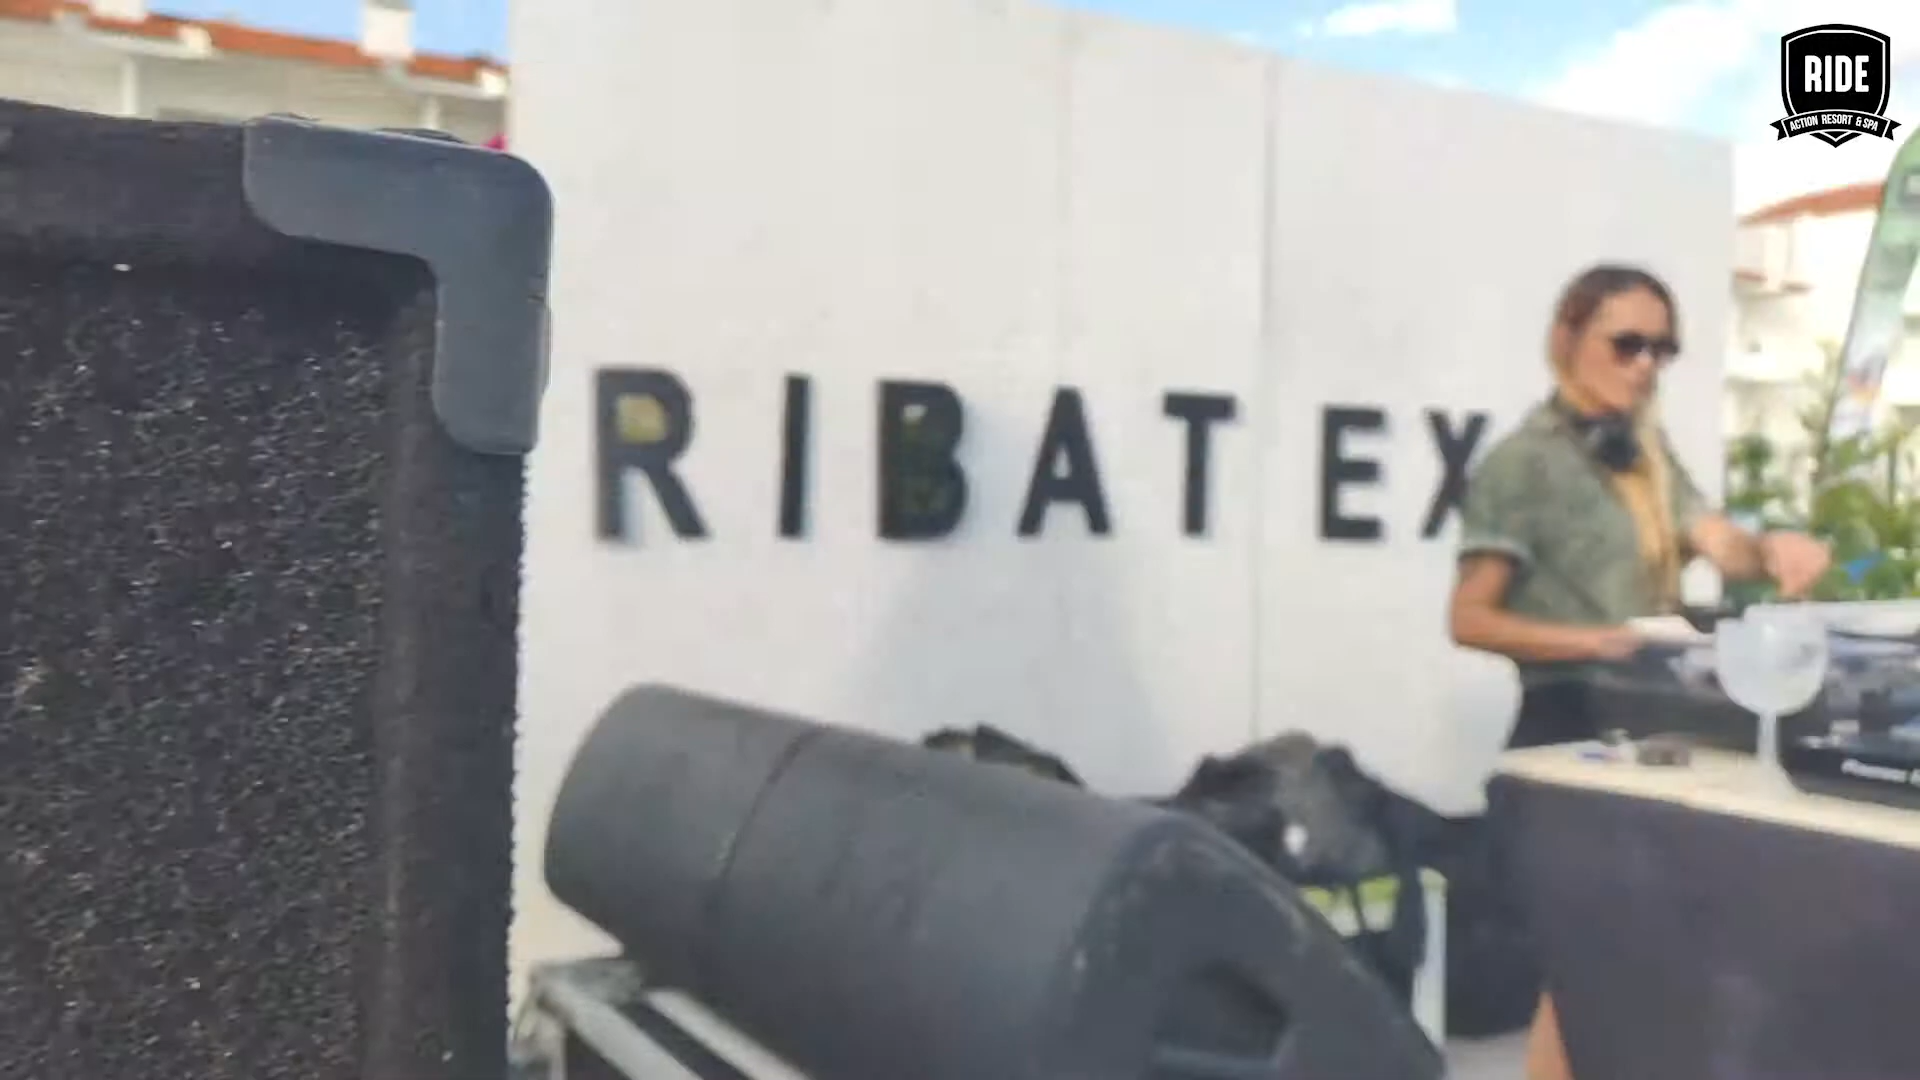 RIDE
ACTION RESORT & SPA
RIBATEX